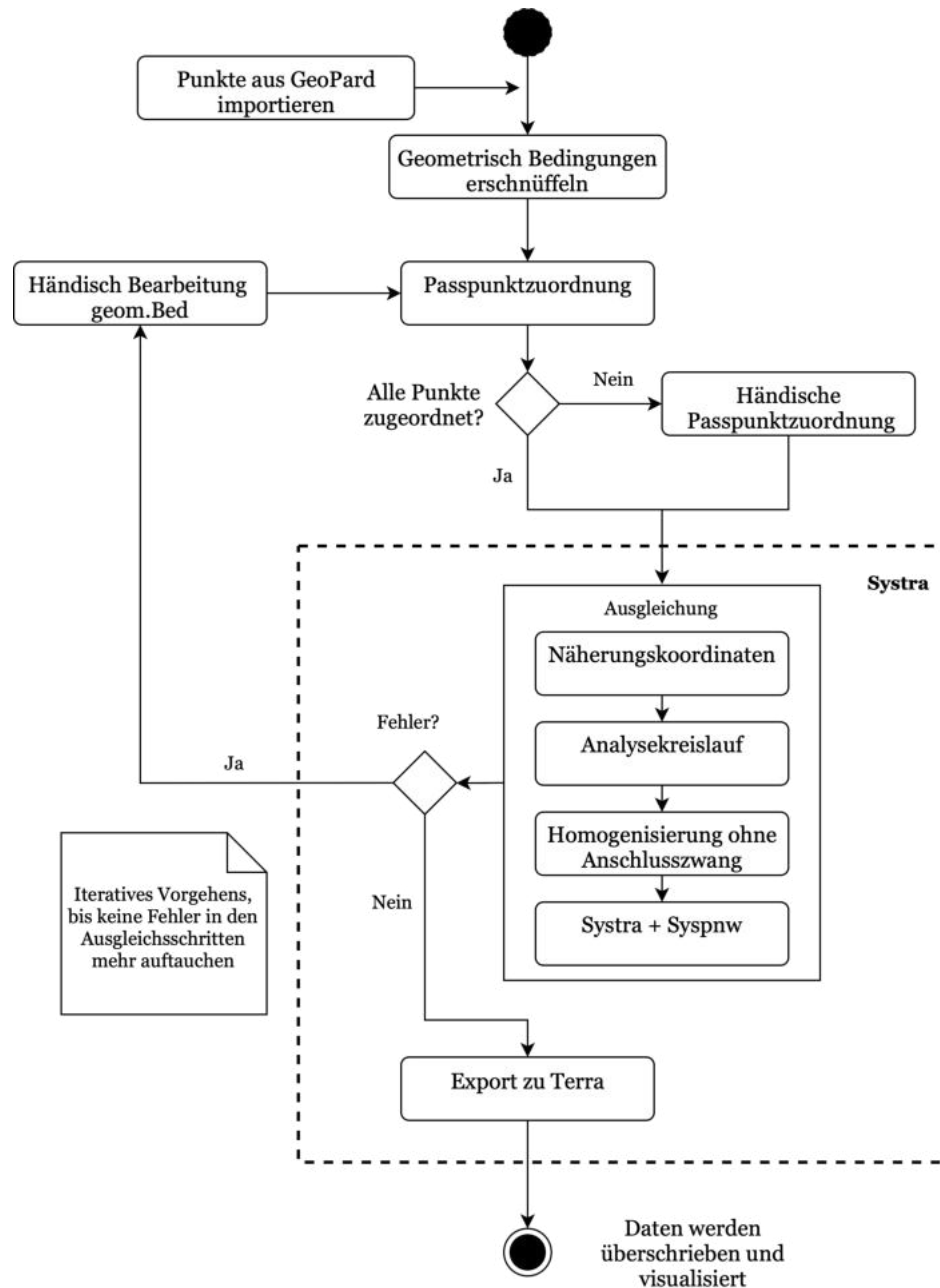 Punkte aus GeoPard
importieren
Geometrisch Bedingungen
erschnüffeln
Händisch Bearbeitung
geom.Bed
Passpunktzuordnung
Alle Punkte
zugeordnet?
Nein
Händische
Passpunktzuordnung
Ja
Systra
Ausgleichung
Näherungskoordinaten
Analysekreislauf
Homogenisierung ohne
Anschlusszwang
Systra + Syspnw
Fehler?
Ja
Nein
Iteratives Vorgehens,
bis keine Fehler in den
Ausgleichsschritten
mehr auftauchen
Export zu Terra
Daten werden
überschrieben und
visualisiert